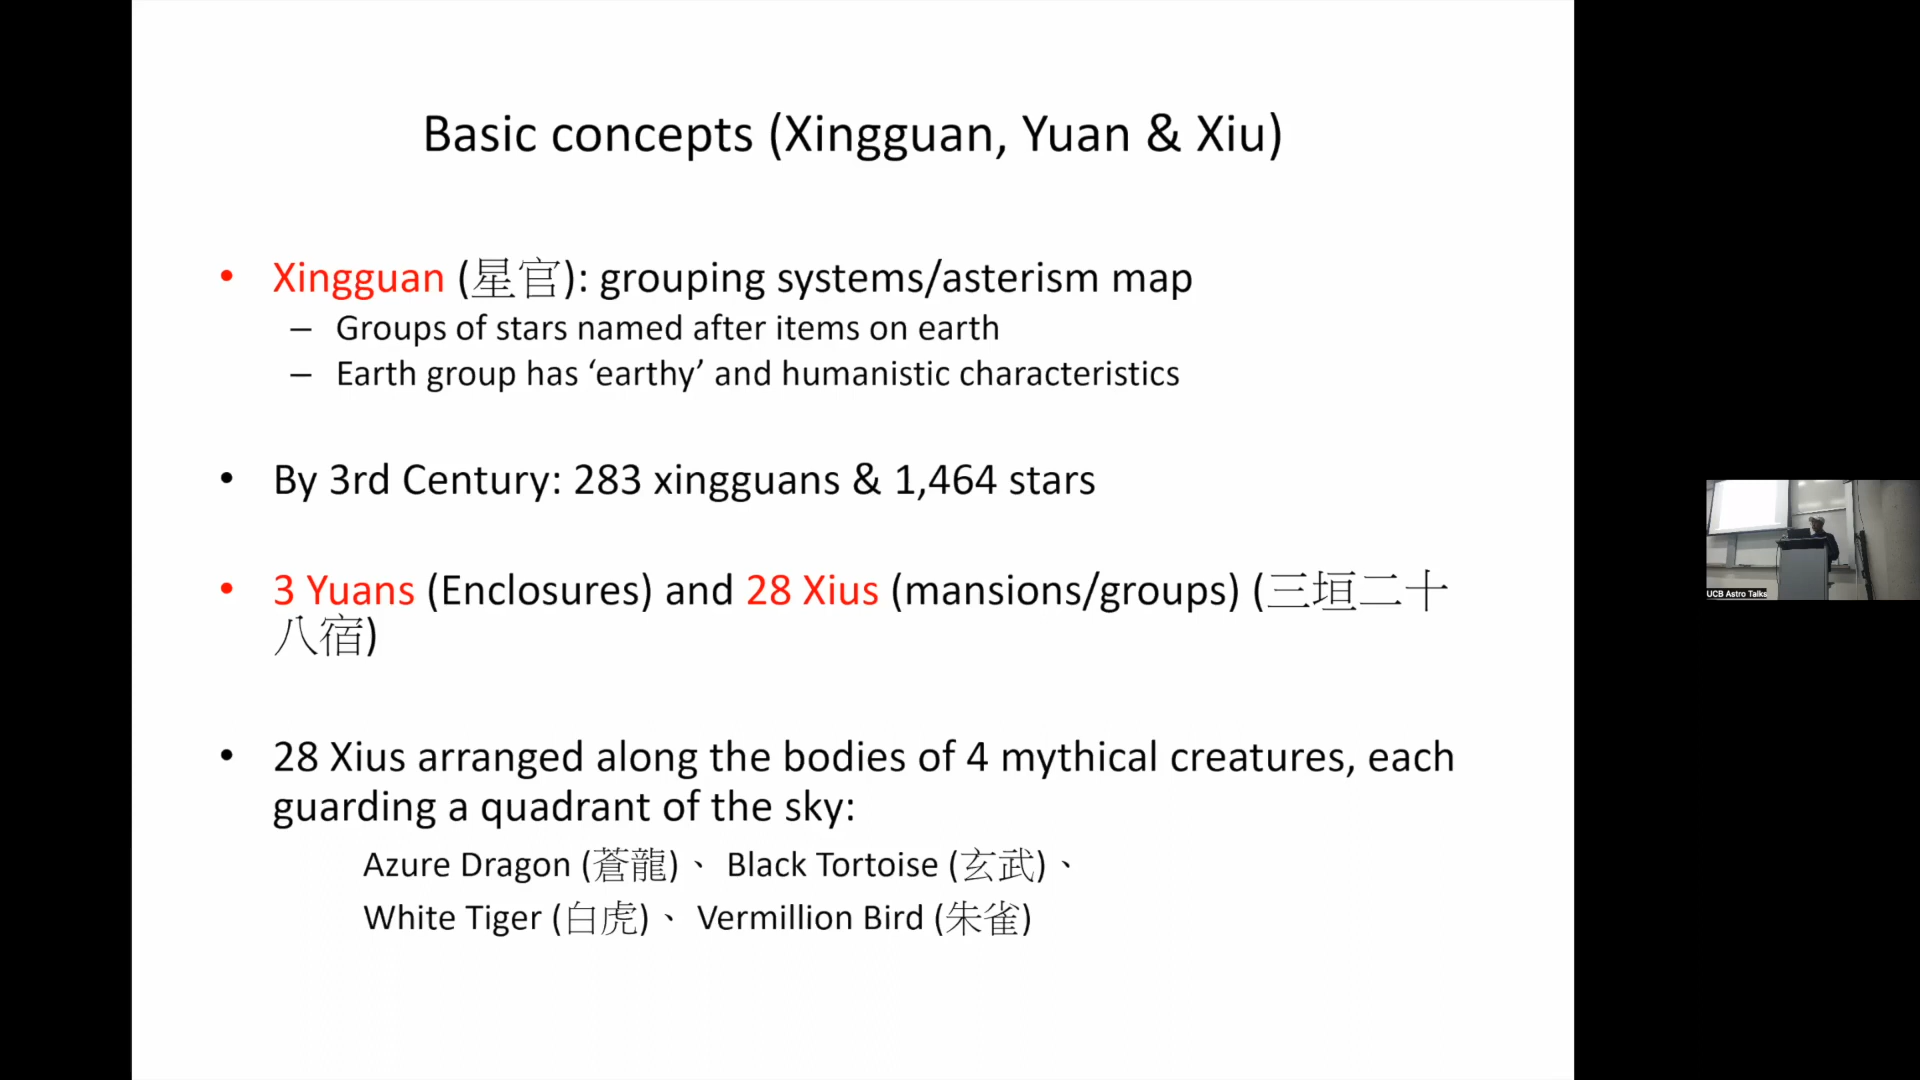 Basic concepts (Xingguan, Yuan & Xiu)
• Xingguan (星官): grouping systems/asterism map
– Groups of stars named after items on earth
– Earth group has ‘earthy’ and humanistic characteristics
• By 3rd Century: 283 xingguans & 1,464 stars
• 3 Yuans (Enclosures) and 28 Xius (mansions/groups) (三垣二十
八宿)
• 28 Xius arranged along the bodies of 4 mythical creatures, each
guarding a quadrant of the sky:
Azure Dragon (蒼龍)、 Black Tortoise (玄武)、
White Tiger (白虎)、 Vermillion Bird (朱雀)
UCB Astro Talks